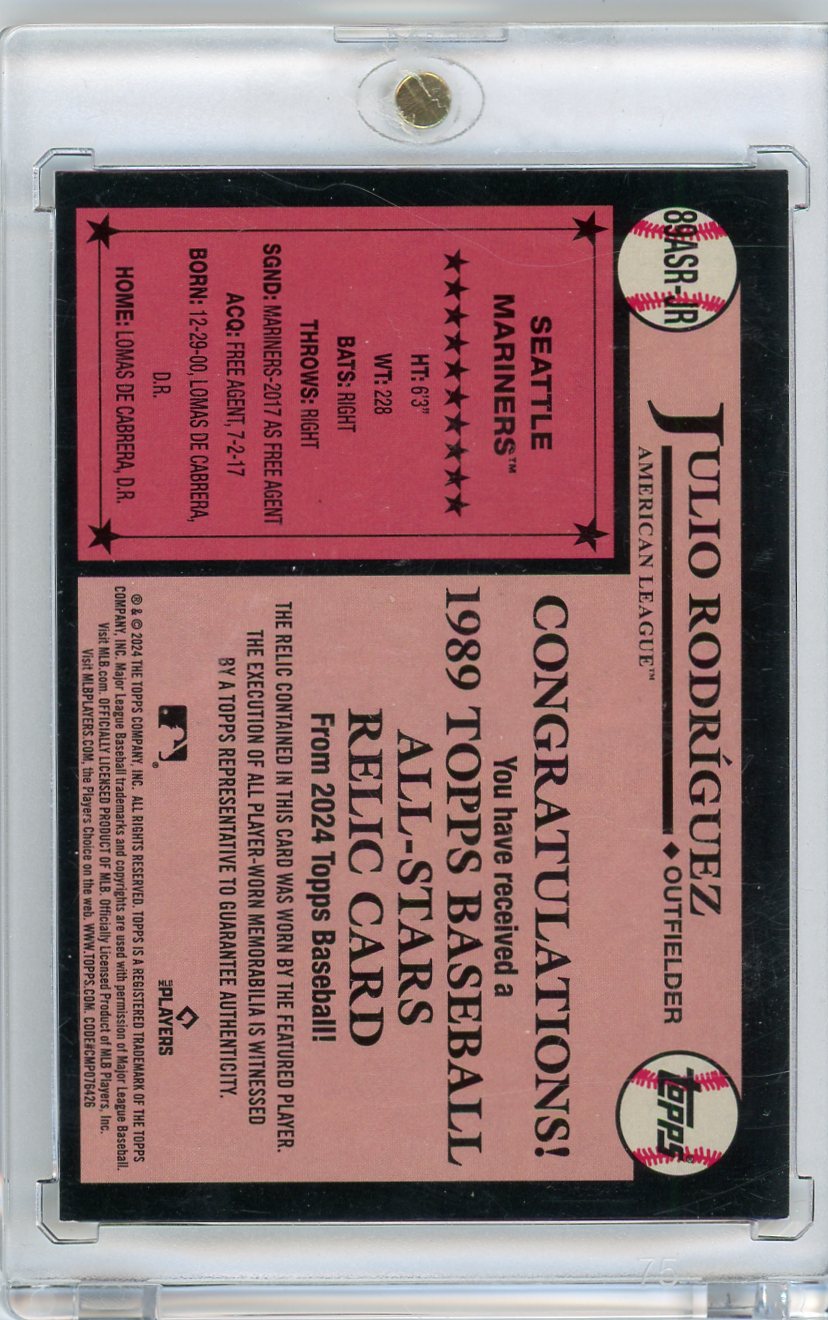 89ASR-JR
JULIO RODRÍGUEZ
AMERICAN LEAGUE™
◆ OUTFIELDER
TOPPS®
SEATTLE
MARINERS™
★★★★★★★★★★
HT: 6'3"
WT: 228
BATS: RIGHT
THROWS: RIGHT
SGND: MARINERS-2017 AS FREE AGENT
ACQ: FREE AGENT, 7-2-17
BORN: 12-29-00, LOMAS DE CABRERA,
D.R.
HOME: LOMAS DE CABRERA, D.R.
CONGRATULATIONS!
You have received a
1989 TOPPS BASEBALL
ALL-STARS
RELIC CARD
From 2024 Topps Baseball!
THE RELIC CONTAINED IN THIS CARD WAS WORN BY THE FEATURED PLAYER.
THE EXECUTION OF ALL PLAYER-WORN MEMORABILIA IS WITNESSED
BY A TOPPS REPRESENTATIVE TO GUARANTEE AUTHENTICITY.
MLB PLAYERS
® & © 2024 THE TOPPS COMPANY, INC. ALL RIGHTS RESERVED. TOPPS IS A REGISTERED TRADEMARK OF THE TOPPS
COMPANY, INC. Major League Baseball trademarks and copyrights are used with permission of Major League Baseball.
Visit MLB.com. OFFICIALLY LICENSED PRODUCT OF MLB. Officially Licensed Product of MLB Players, Inc.
Visit MLBPLAYERS.COM, the Players Choice on the web. WWW.TOPPS.COM. CODE#CMP076426
75